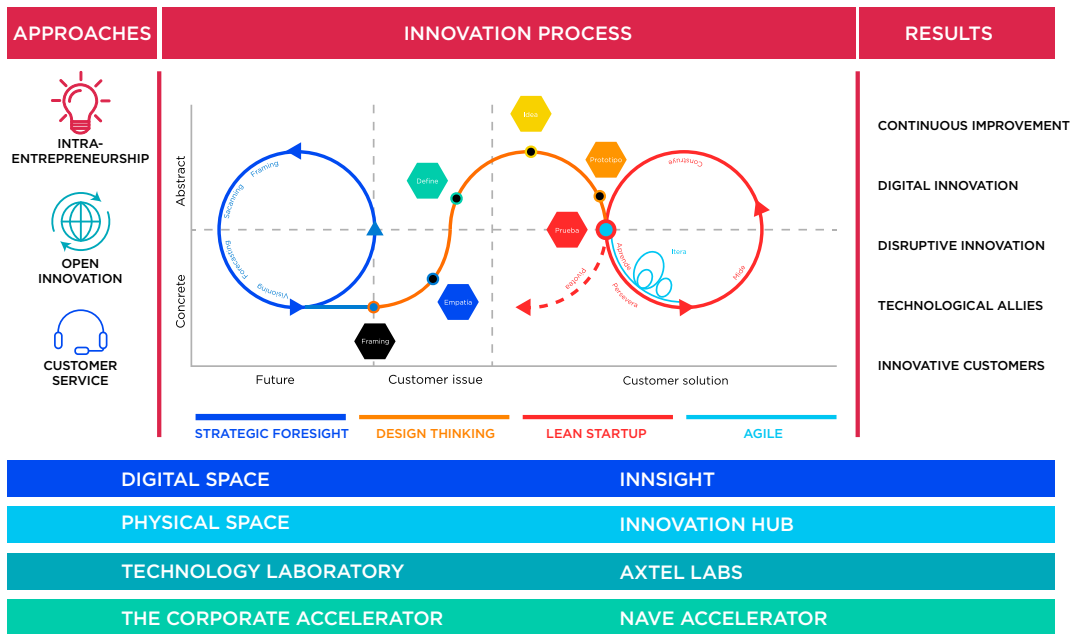 APPROACHES
INNOVATION PROCESS
RESULTS
INTRA-
ENTREPRENEURSHIP
OPEN
INNOVATION
CUSTOMER
SERVICE
Abstract
Concrete
Framing
Sacanning
Forecasting
Visioning
Framing
Empatía
Define
Idea
Prototipo
Prueba
Pivotea
Aprende
Persevera
Itera
Construye
Mide
Future
Customer issue
Customer solution
STRATEGIC FORESIGHT
DESIGN THINKING
LEAN STARTUP
AGILE
CONTINUOUS IMPROVEMENT
DIGITAL INNOVATION
DISRUPTIVE INNOVATION
TECHNOLOGICAL ALLIES
INNOVATIVE CUSTOMERS
DIGITAL SPACE
INNSIGHT
PHYSICAL SPACE
INNOVATION HUB
TECHNOLOGY LABORATORY
AXTEL LABS
THE CORPORATE ACCELERATOR
NAVE ACCELERATOR